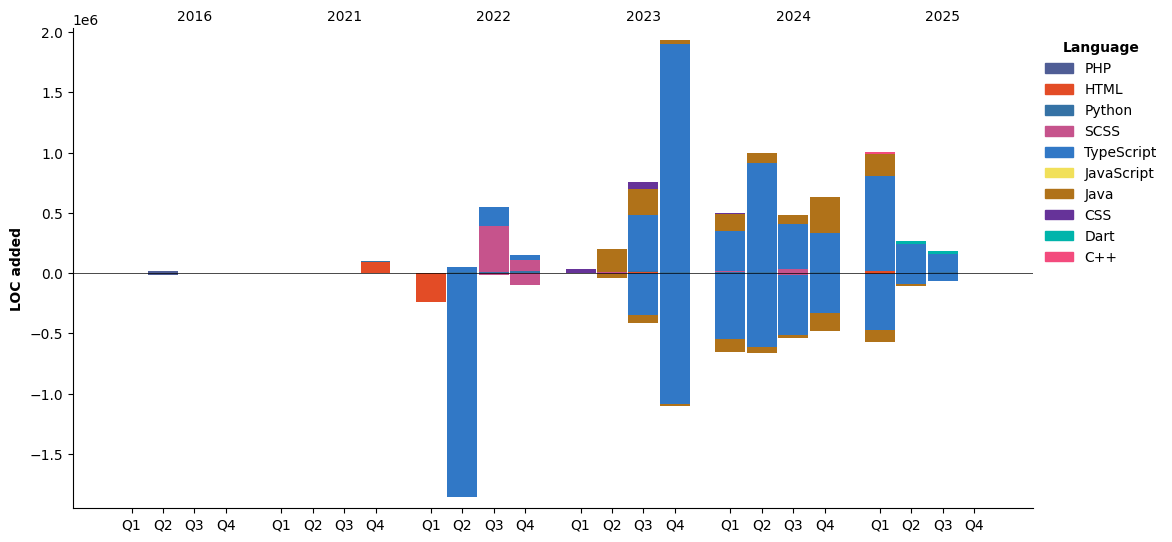 1e6
2016 2021 2022 2023 2024 2025
2.0
1.5
1.0
0.5
0.0
−0.5
−1.0
−1.5
LOC added
Q1 Q2 Q3 Q4 Q1 Q2 Q3 Q4 Q1 Q2 Q3 Q4 Q1 Q2 Q3 Q4 Q1 Q2 Q3 Q4 Q1 Q2 Q3 Q4
Language
PHP
HTML
Python
SCSS
TypeScript
JavaScript
Java
CSS
Dart
C++